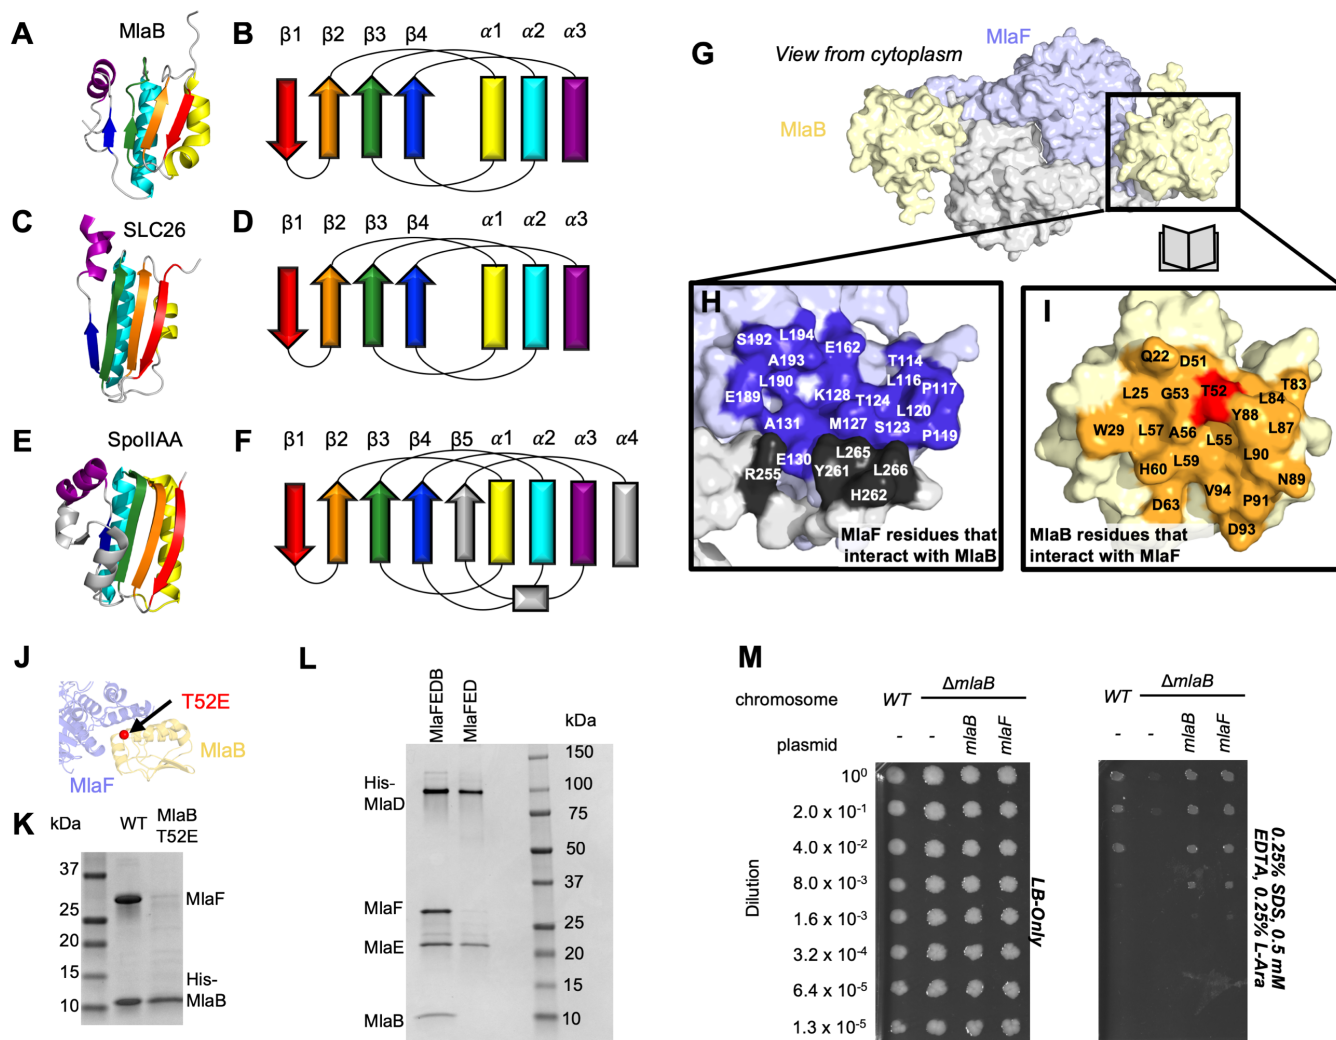 A
MlaB
B
β1
β2
β3
β4
α1
α2
α3
C
SLC26
D
β1
β2
β3
β4
α1
α2
α3
E
SpoIIAA
F
β1
β2
β3
β4
β5
α1
α2
α3
α4
G
View from cytoplasm
MlaF
MlaB
H
S192
L194
E162
A193
T114
L190
L116
P117
E189
K128
T124
L120
A131
M127
S123
P119
E130
L265
R255
Y261
L266
H262
MlaF residues that
interact with MlaB
I
Q22
D51
T83
L25
G53
T52
L84
Y88
W29
L57
A56
L55
L87
H60
L59
L90
N89
D63
V94
P91
D93
MlaB residues that
interact with MlaF
J
T52E
MlaB
MlaF
K
kDa
WT
MlaB
T52E
37
25
20
15
10
MlaF
His-
MlaB
L
MlaFEDB
MlaFED
kDa
His-
MlaD
MlaF
MlaE
MlaB
150
100
75
50
37
25
20
15
10
M
chromosome
WT
ΔmlaB
WT
ΔmlaB
plasmid
-
-
mlaB
mlaF
-
-
mlaB
mlaF
Dilution
10⁰
2.0 x 10⁻¹
4.0 x 10⁻²
8.0 x 10⁻³
1.6 x 10⁻³
3.2 x 10⁻⁴
6.4 x 10⁻⁵
1.3 x 10⁻⁵
LB-Only
0.25% SDS, 0.5 mM
EDTA, 0.25% L-Ara